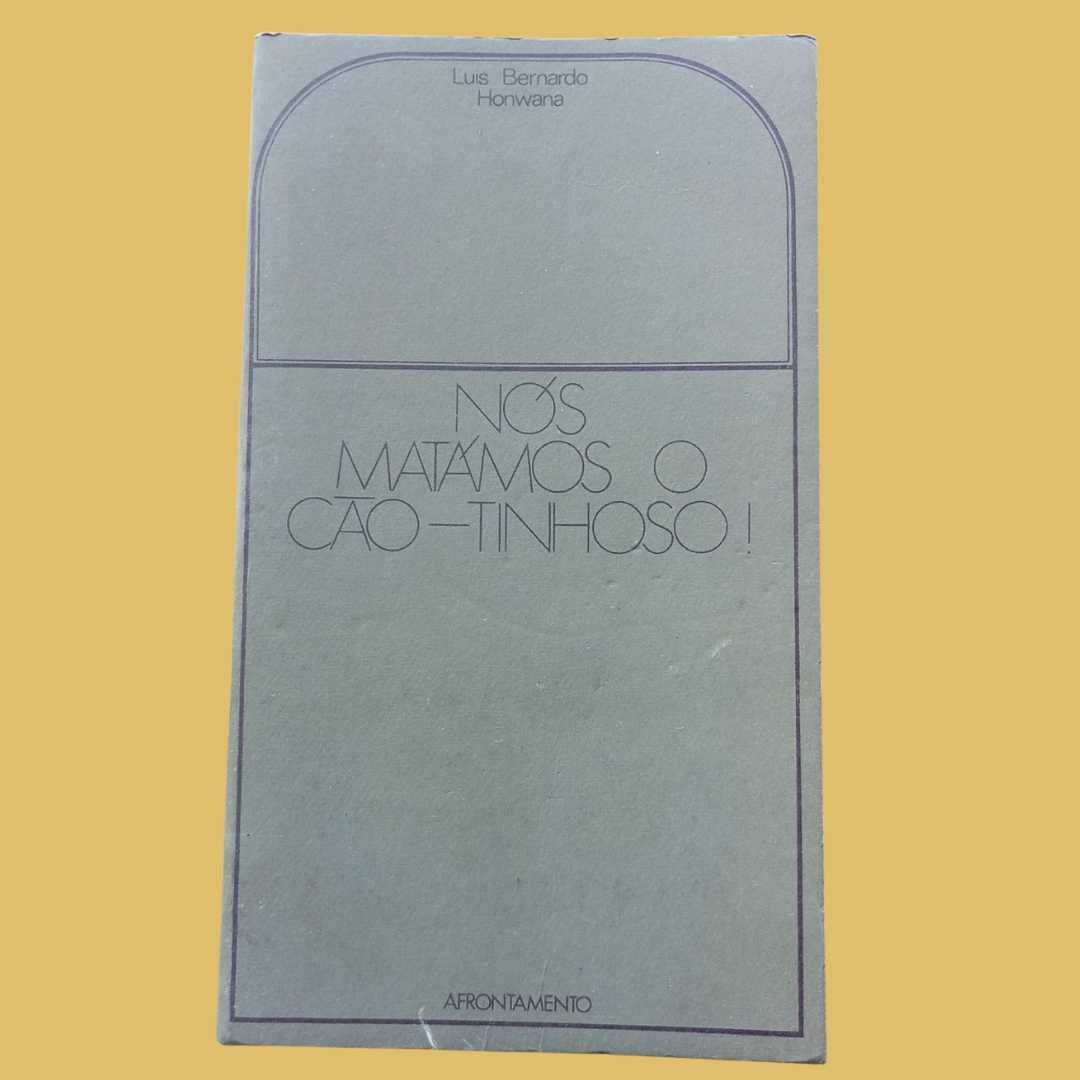 Luis Bernardo
Honwana
NÓS
MATÁMOS O
CÃO-TINHOSO!
AFRONTAMENTO